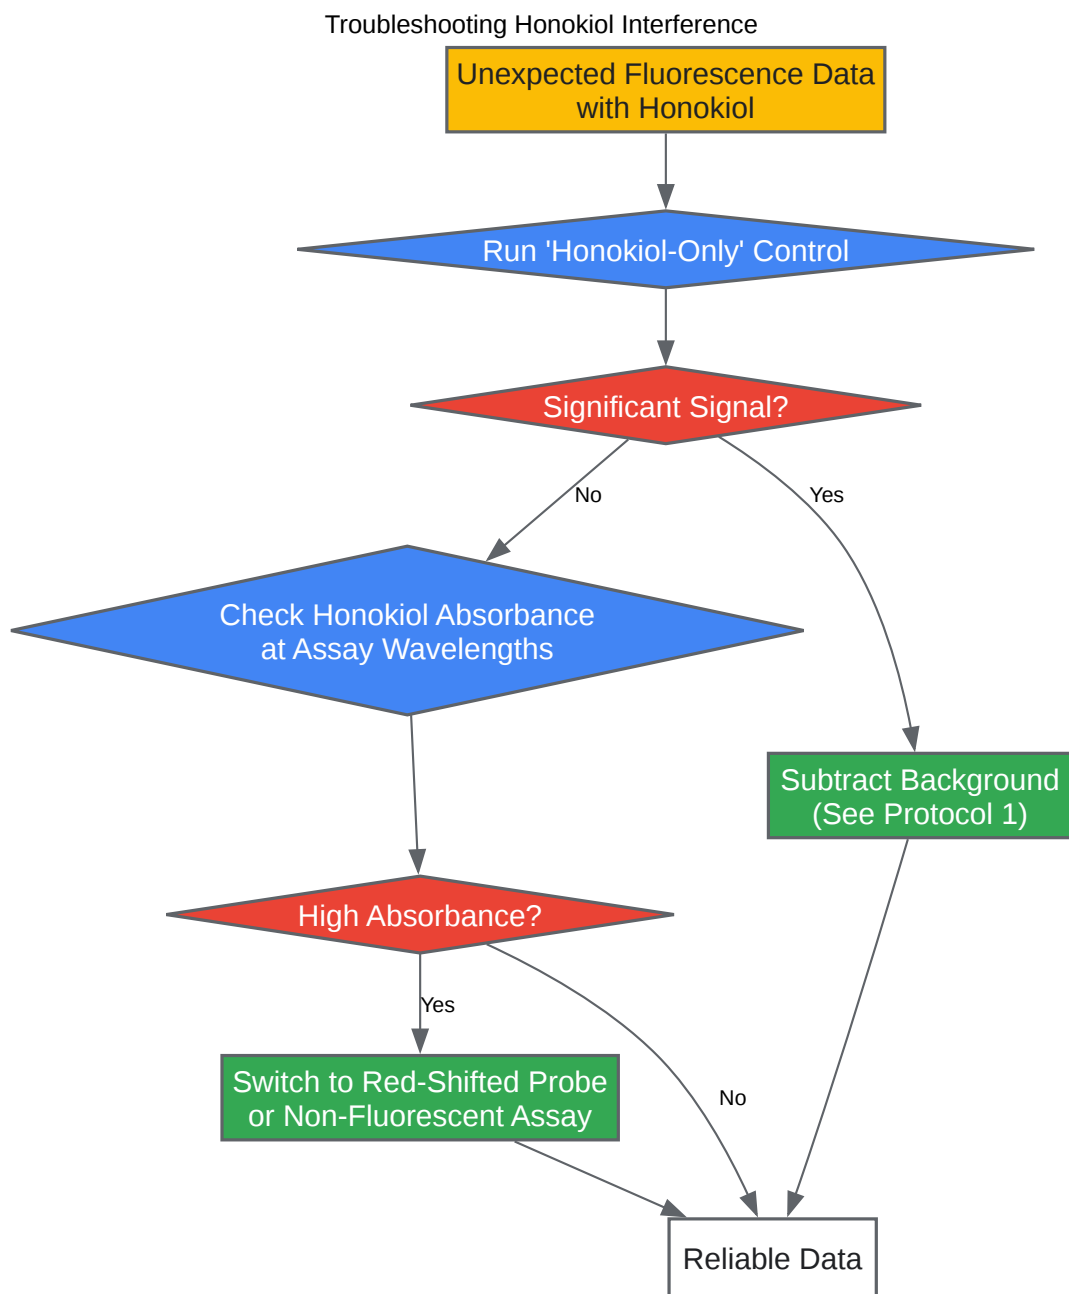 Troubleshooting Honokiol Interference
Unexpected Fluorescence Data
with Honokiol
Run 'Honokiol-Only' Control
Significant Signal?
No
Yes
Check Honokiol Absorbance
at Assay Wavelengths
Subtract Background
(See Protocol 1)
High Absorbance?
Yes
No
Switch to Red-Shifted Probe
or Non-Fluorescent Assay
Reliable Data